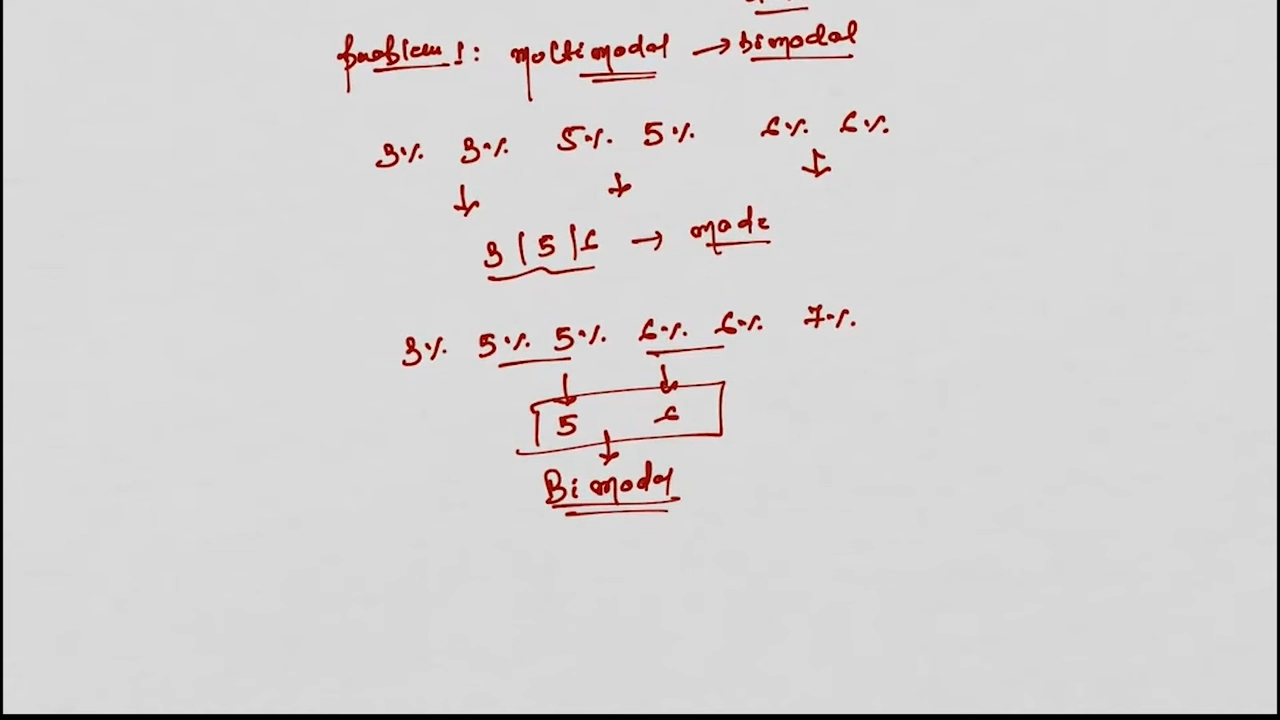 Problem 1: multimodal → bimodal
3% 3% 5% 5% 6% 6%
↓ ↓ ↓
3 | 5 | 6 → mode
3% 5% 5% 6% 6% 7%
↓ ↓
5 6
↓
Bimodal